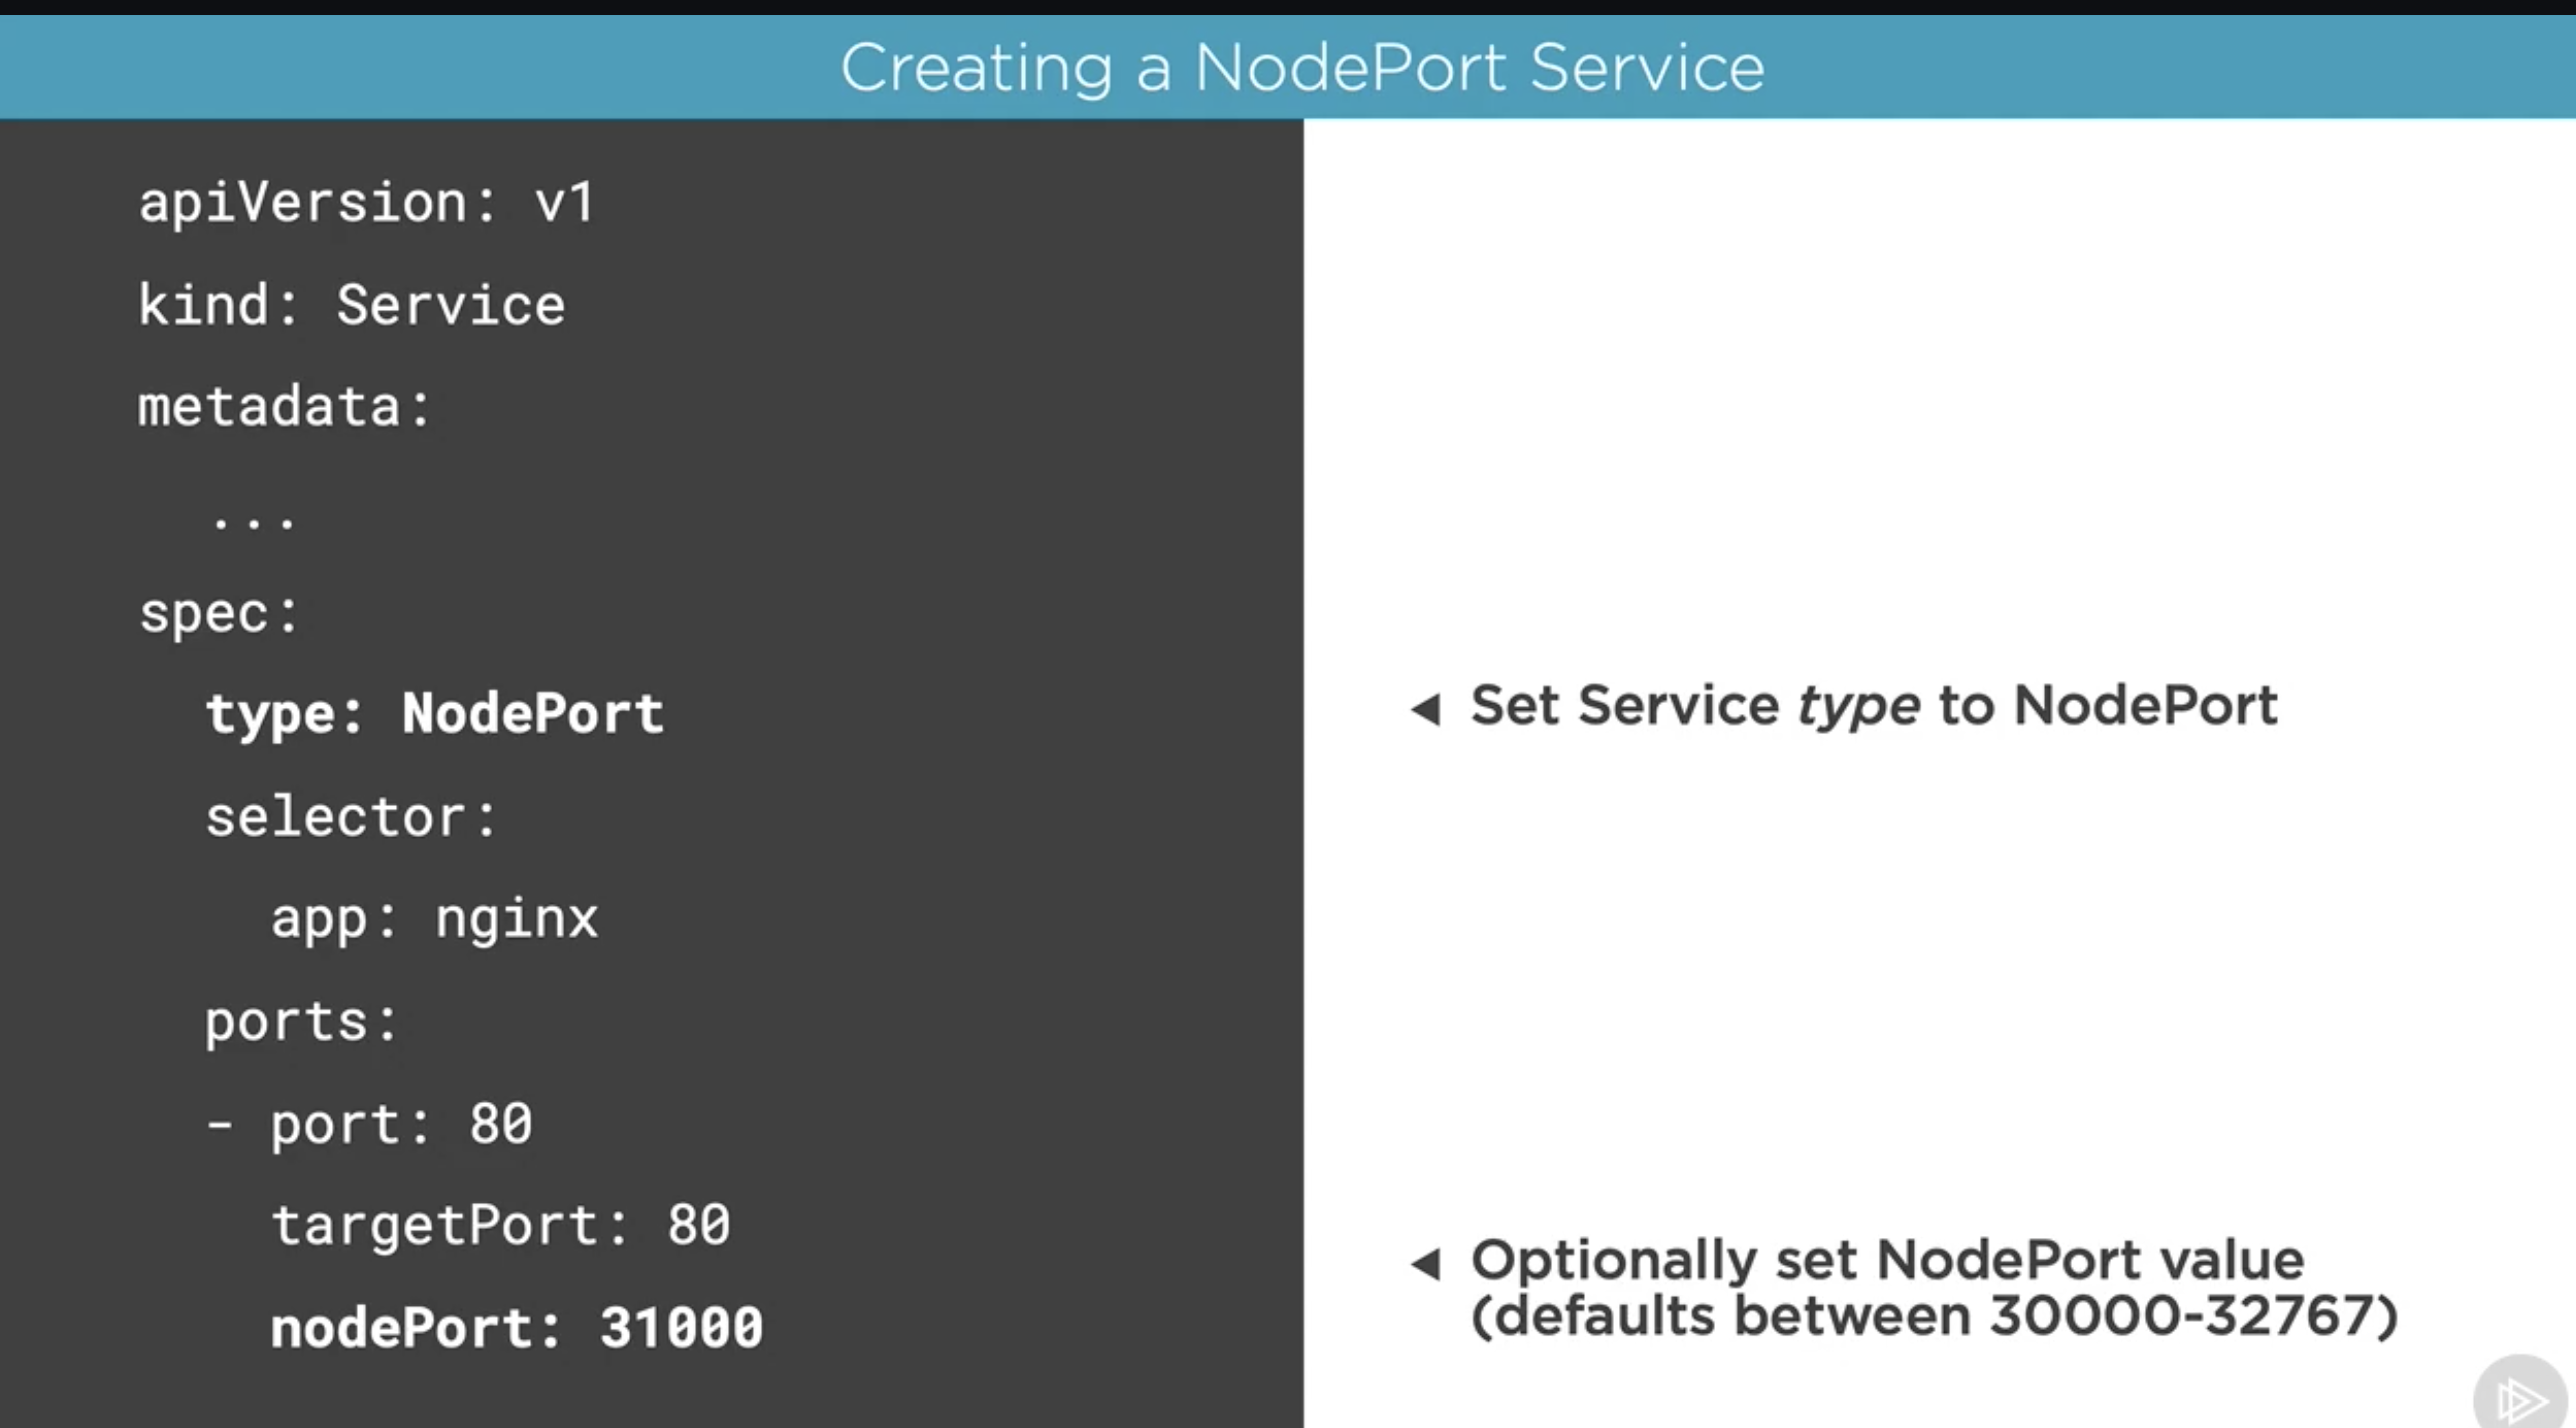 Creating a NodePort Service
apiVersion: v1
kind: Service
metadata:
...
spec:
type: NodePort
selector:
app: nginx
ports:
- port: 80
targetPort: 80
nodePort: 31000
Set Service type to NodePort
Optionally set NodePort value
(defaults between 30000-32767)